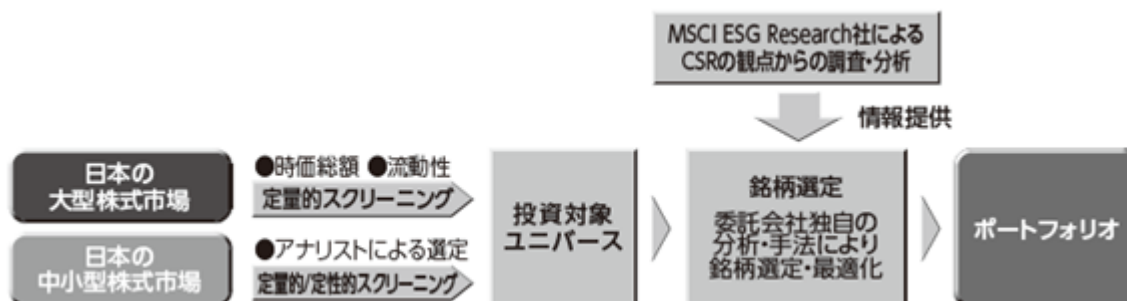 MSCI ESG Research社による
CSRの観点からの調査・分析
情報提供
日本の
大型株式市場
●時価総額 ●流動性
定量的スクリーニング
日本の
中小型株式市場
●アナリストによる選定
定量的/定性的スクリーニング
投資対象
ユニバース
銘柄選定
委託会社独自の
分析・手法により
銘柄選定・最適化
ポートフォリオ